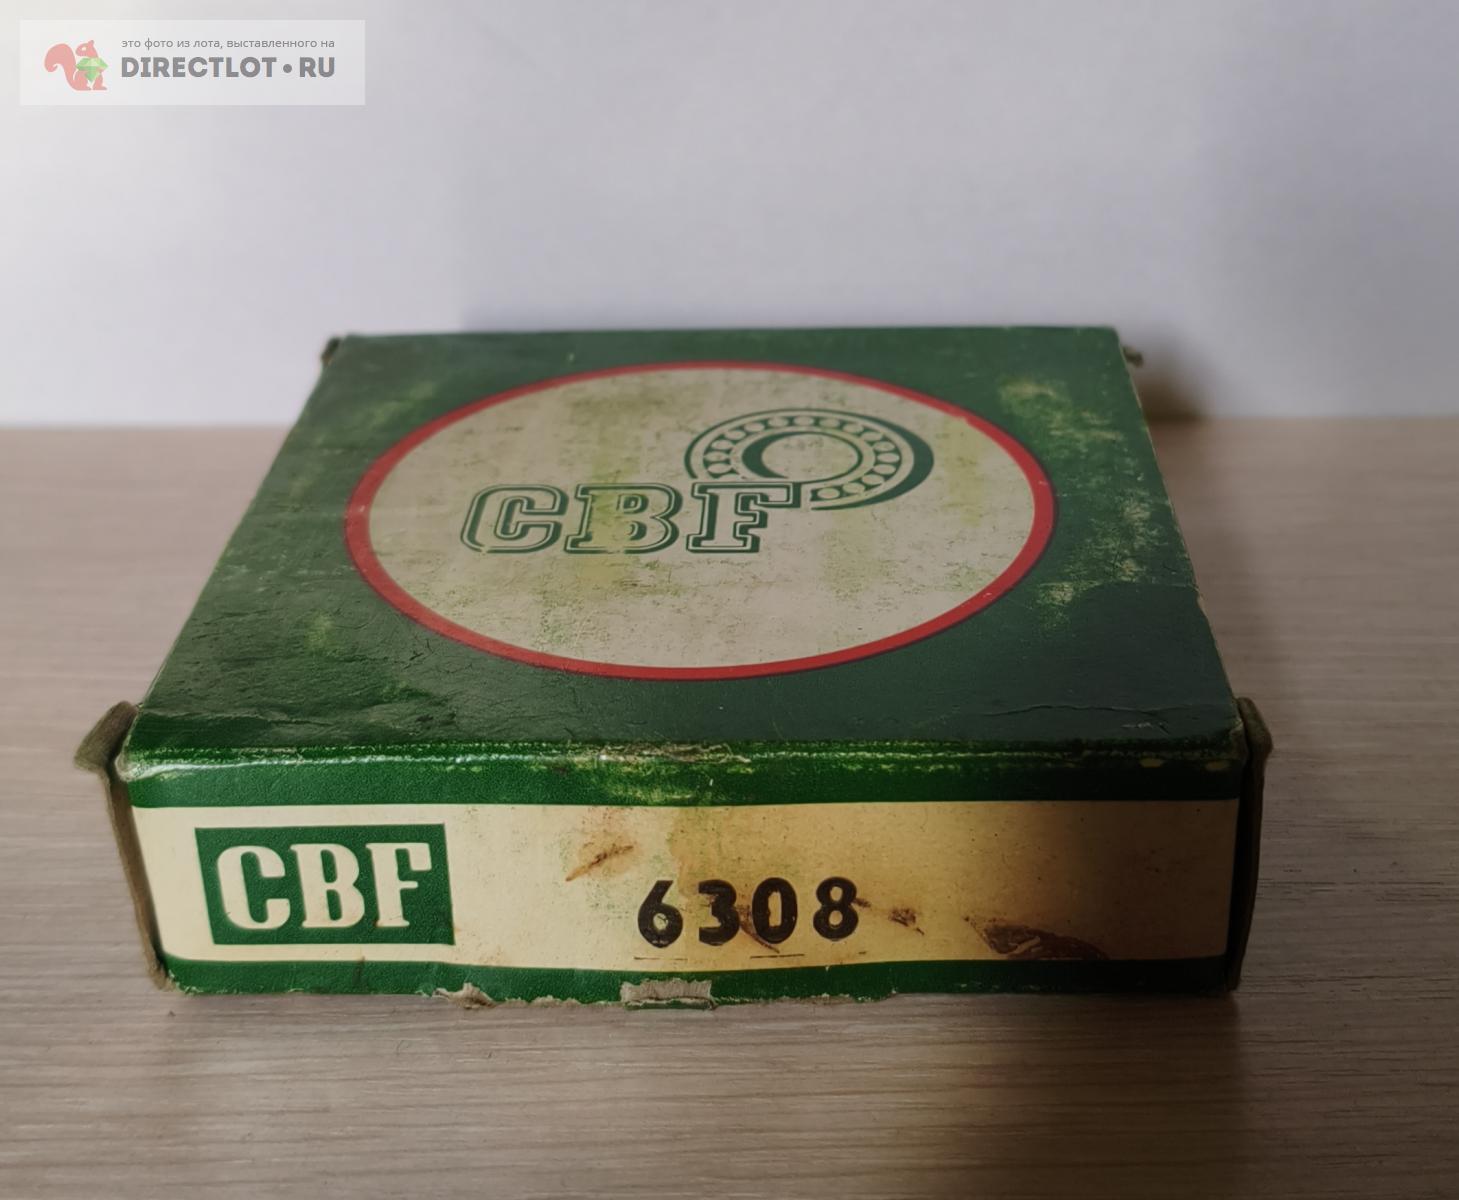 это фото из лота, выставленного на
DIRECTLOT•RU
CBF
CBF
6308